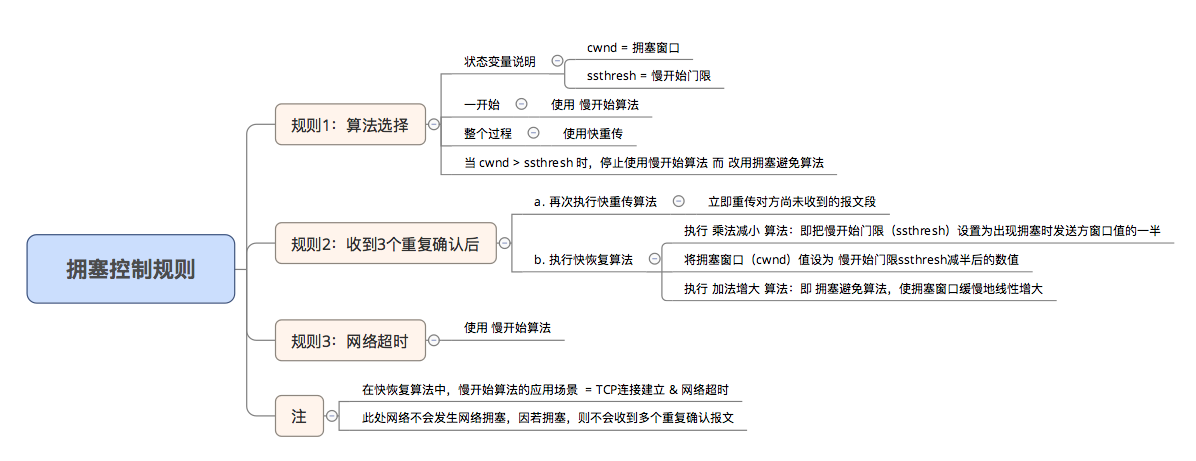 拥塞控制规则
规则1：算法选择
状态变量说明
cwnd = 拥塞窗口
ssthresh = 慢开始门限
一开始
使用 慢开始算法
整个过程
使用快重传
当 cwnd > ssthresh 时，停止使用慢开始算法 而 改用拥塞避免算法
规则2：收到3个重复确认后
a. 再次执行快重传算法
立即重传对方尚未收到的报文段
b. 执行快恢复算法
执行 乘法减小 算法：即把慢开始门限（ssthresh）设置为出现拥塞时发送方窗口值的一半
将拥塞窗口（cwnd）值设为 慢开始门限ssthresh减半后的数值
执行 加法增大 算法：即 拥塞避免算法，使拥塞窗口缓慢地线性增大
规则3：网络超时
使用 慢开始算法
注
在快恢复算法中，慢开始算法的应用场景 = TCP连接建立 & 网络超时
此处网络不会发生网络拥塞，因若拥塞，则不会收到多个重复确认报文